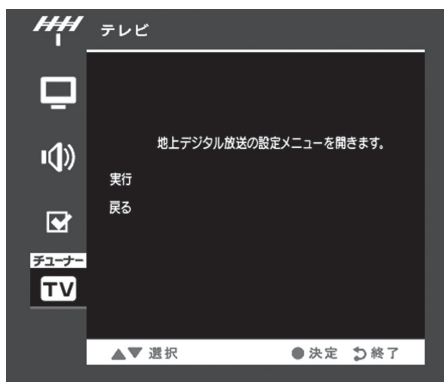 テレビ
地上デジタル放送の設定メニューを開きます。
実行
戻る
チューナー
TV
▲▼ 選択 ●決定 ⮌終了